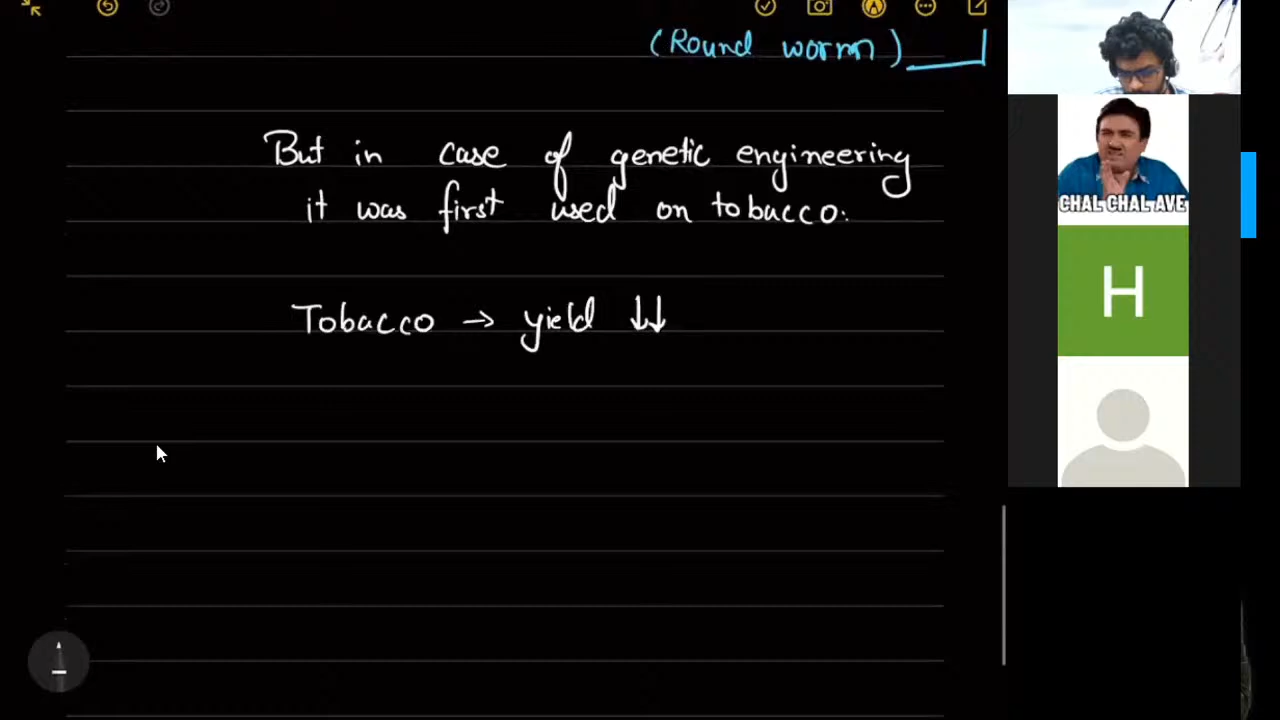 (Round worm)
But in case of genetic engineering
it was first used on tobacco.
Tobacco → yield ↓↓
CHAL CHAL AVE
H